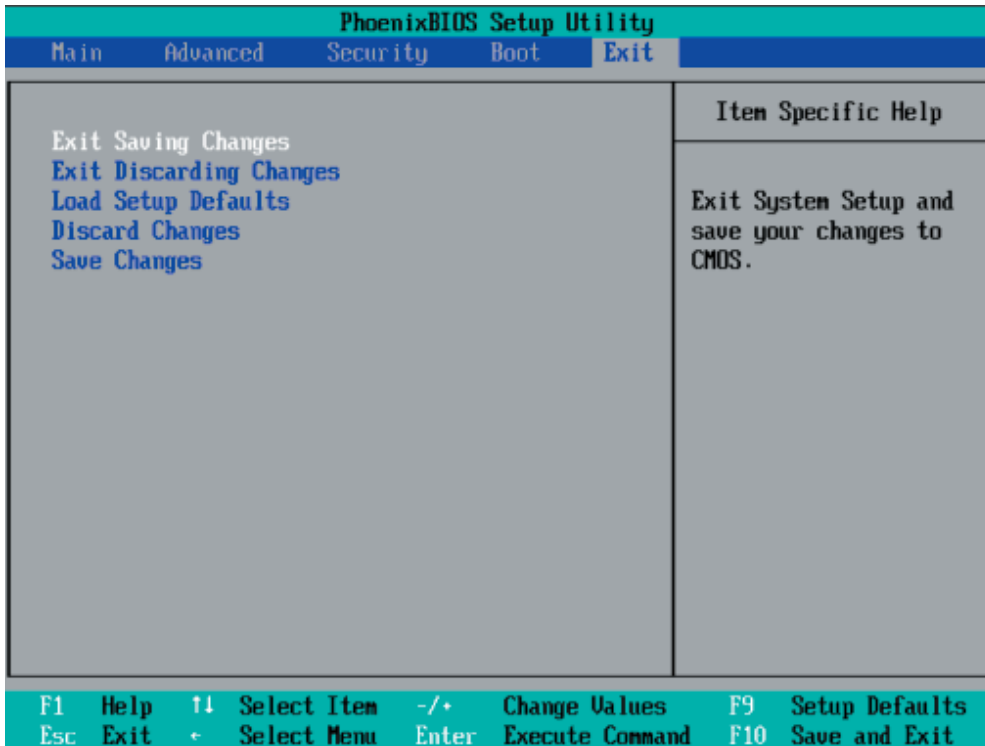 PhoenixBIOS Setup Utility
Main Advanced Security Boot Exit
Exit Saving Changes
Exit Discarding Changes
Load Setup Defaults
Discard Changes
Save Changes
Item Specific Help
Exit System Setup and
save your changes to
CMOS.
F1 Help ↑↓ Select Item -/+ Change Values F9 Setup Defaults
Esc Exit ← Select Menu Enter Execute Command F10 Save and Exit